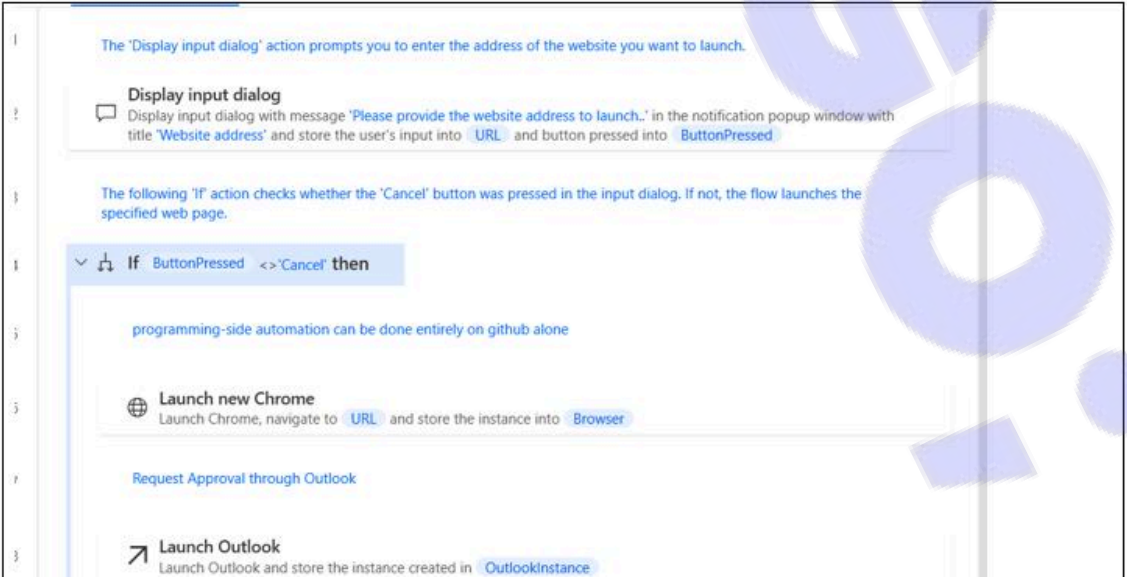 1
The 'Display input dialog' action prompts you to enter the address of the website you want to launch.
2
Display input dialog
Display input dialog with message 'Please provide the website address to launch..' in the notification popup window with
title 'Website address' and store the user's input into URL and button pressed into ButtonPressed
3
The following 'If' action checks whether the 'Cancel' button was pressed in the input dialog. If not, the flow launches the
specified web page.
4
If ButtonPressed <>'Cancel' then
5
programming-side automation can be done entirely on github alone
6
Launch new Chrome
Launch Chrome, navigate to URL and store the instance into Browser
7
Request Approval through Outlook
8
Launch Outlook
Launch Outlook and store the instance created in OutlookInstance